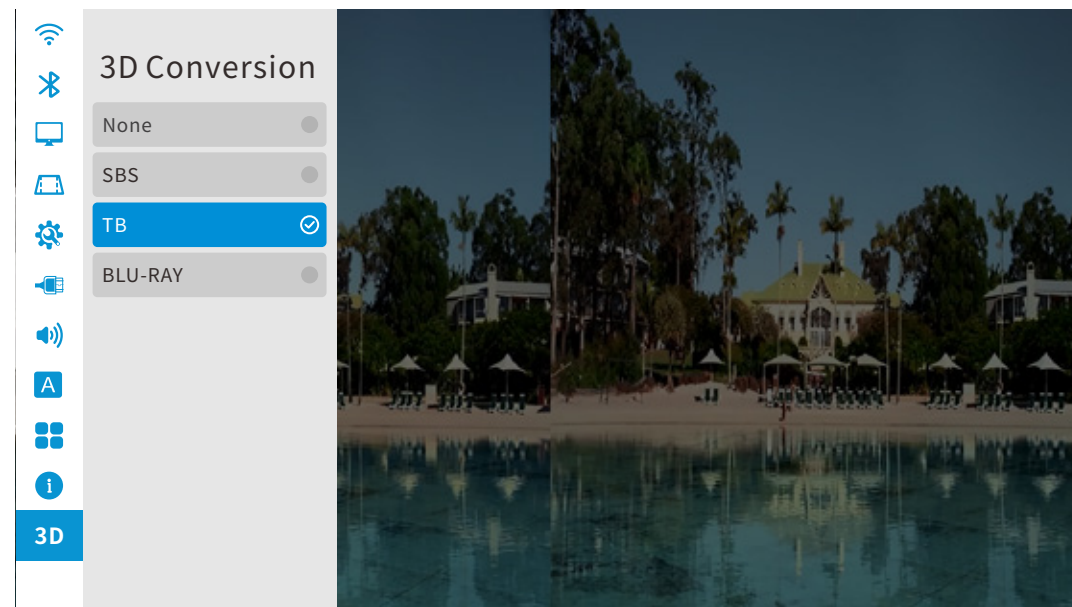 3D Conversion
None
SBS
TB
BLU-RAY
A
i
3D